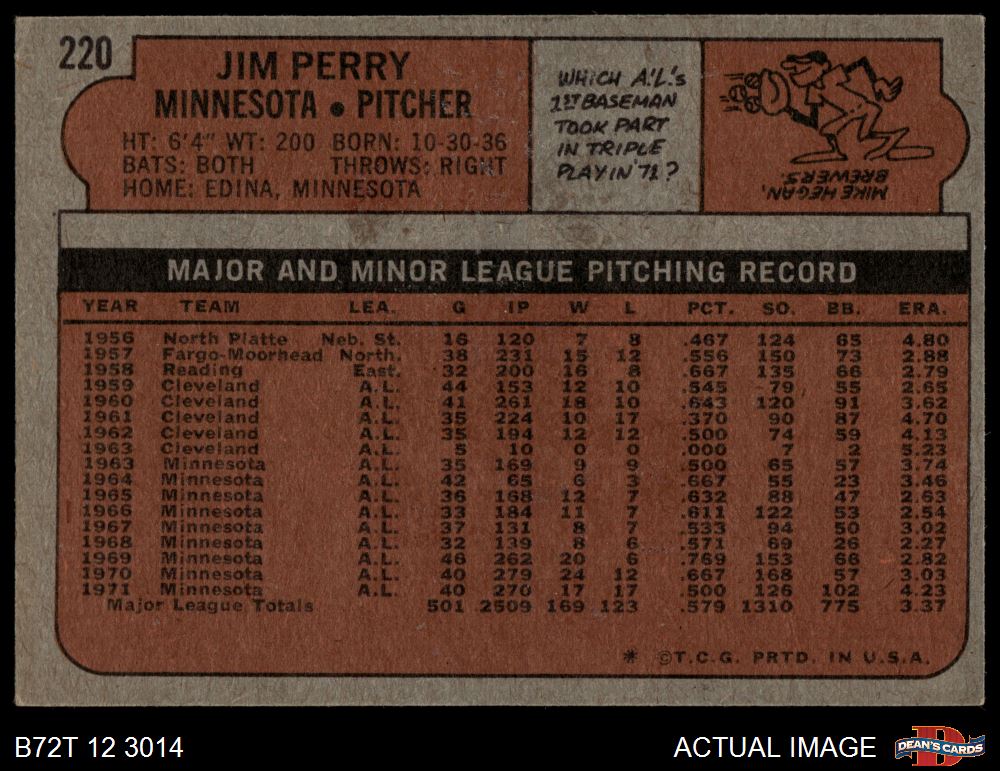 220
JIM PERRY
MINNESOTA • PITCHER
HT: 6'4" WT: 200 BORN: 10-30-36
BATS: BOTH THROWS: RIGHT
HOME: EDINA, MINNESOTA
WHICH A.L.'s
1ST BASEMAN
TOOK PART
IN TRIPLE
PLAY IN '71?
MIKE HEGAN,
BREWERS.
MAJOR AND MINOR LEAGUE PITCHING RECORD
YEAR TEAM LEA. G IP W L PCT. SO. BB. ERA.
1956 North Platte Neb. St. 16 120 7 8 .467 124 65 4.80
1957 Fargo-Moorhead North. 38 231 15 12 .556 150 73 2.88
1958 Reading East. 32 200 16 8 .667 135 66 2.79
1959 Cleveland A.L. 44 153 12 10 .545 79 55 2.65
1960 Cleveland A.L. 41 261 18 10 .643 120 91 3.62
1961 Cleveland A.L. 35 224 10 17 .370 90 87 4.70
1962 Cleveland A.L. 35 194 12 12 .500 74 59 4.13
1963 Cleveland A.L. 5 10 0 0 .000 7 2 5.23
1963 Minnesota A.L. 35 169 9 9 .500 65 57 3.74
1964 Minnesota A.L. 42 65 6 3 .667 55 23 3.46
1965 Minnesota A.L. 36 168 12 7 .632 88 47 2.63
1966 Minnesota A.L. 33 184 11 7 .611 122 53 2.54
1967 Minnesota A.L. 37 131 8 7 .533 94 50 3.02
1968 Minnesota A.L. 32 139 8 6 .571 69 26 2.27
1969 Minnesota A.L. 46 262 20 6 .769 153 66 2.82
1970 Minnesota A.L. 40 279 24 12 .667 168 57 3.03
1971 Minnesota A.L. 40 270 17 17 .500 126 102 4.23
Major League Totals 501 2509 169 123 .579 1310 775 3.37
* ©T.C.G. PRTD. IN U.S.A.
B72T 12 3014
ACTUAL IMAGE
DEAN'S CARDS